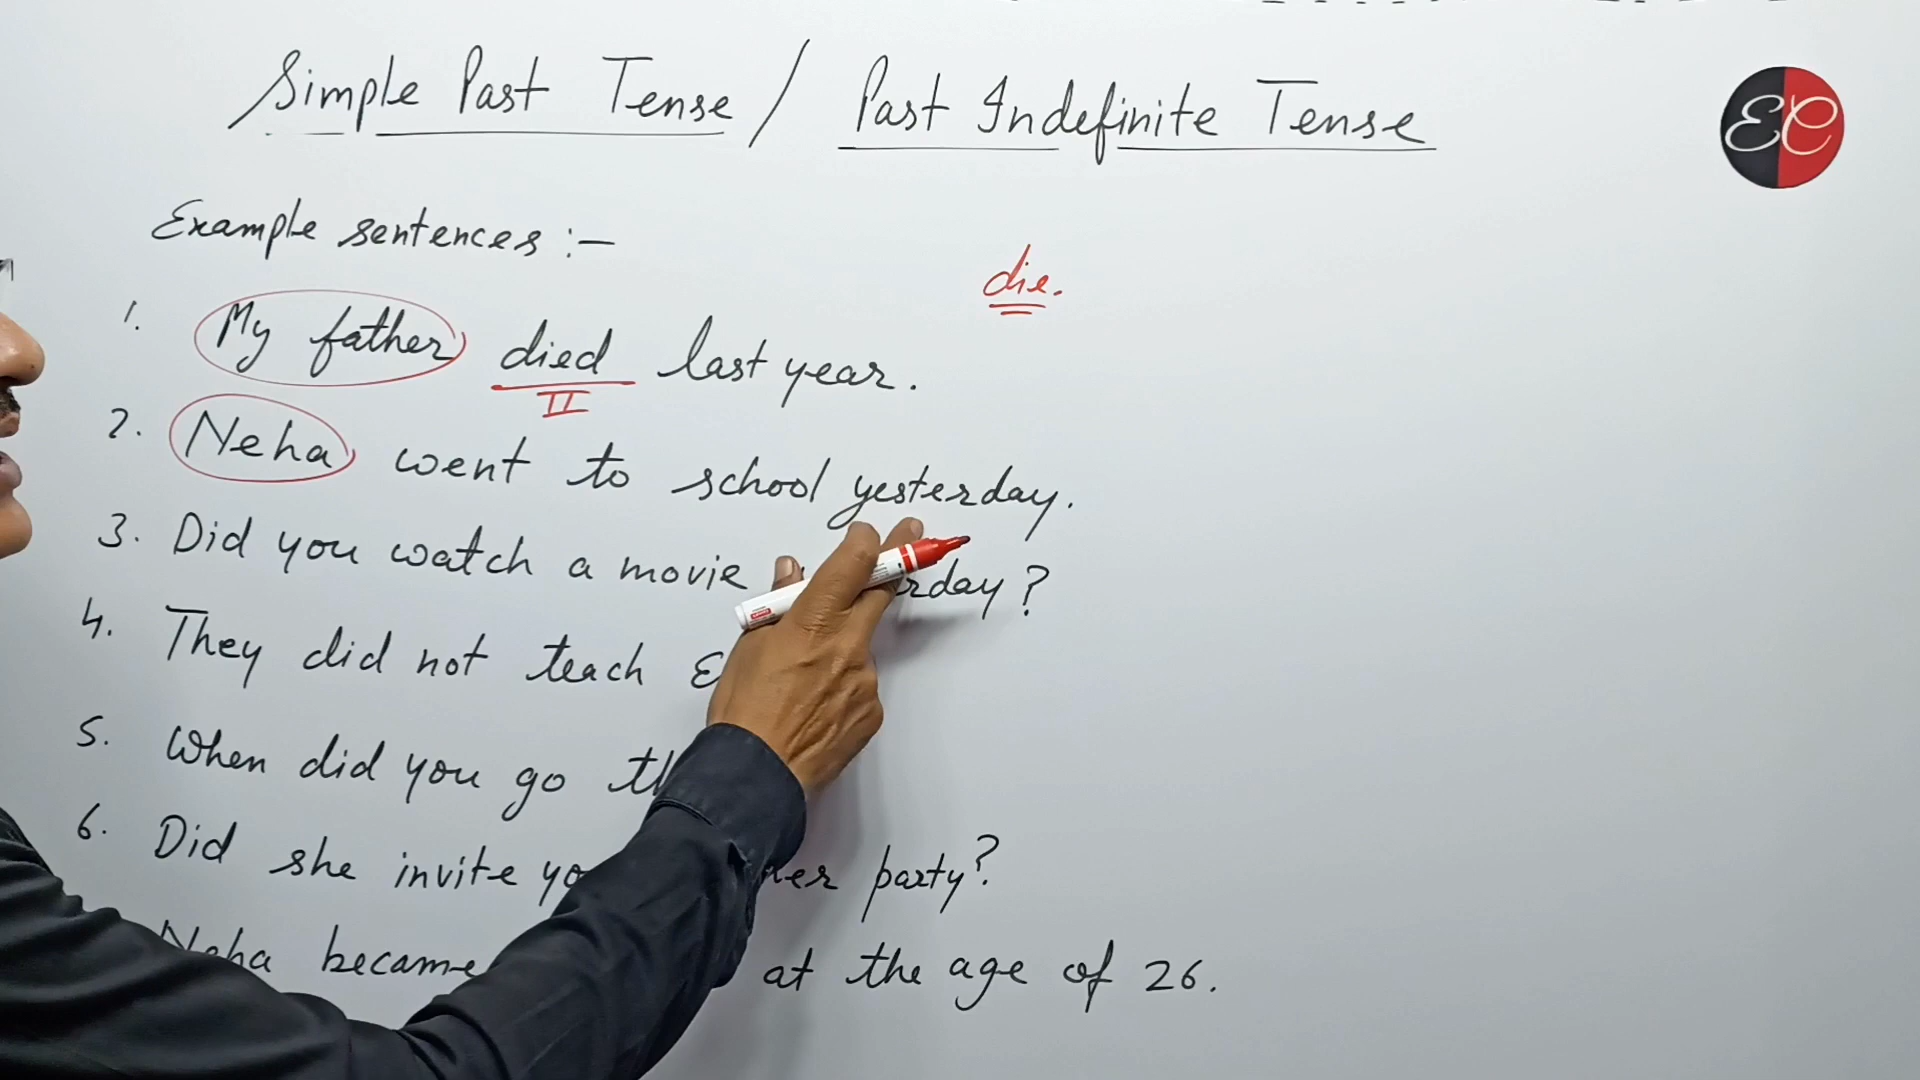 Simple Past Tense / Past Indefinite Tense
EC
Example sentences :-
die.
1. My father died last year.
II
2. Neha went to school yesterday.
3. Did you watch a movie ?
4. They did not teach
5. When did you go
6. Did she invite party?
Neha became at the age of 26.